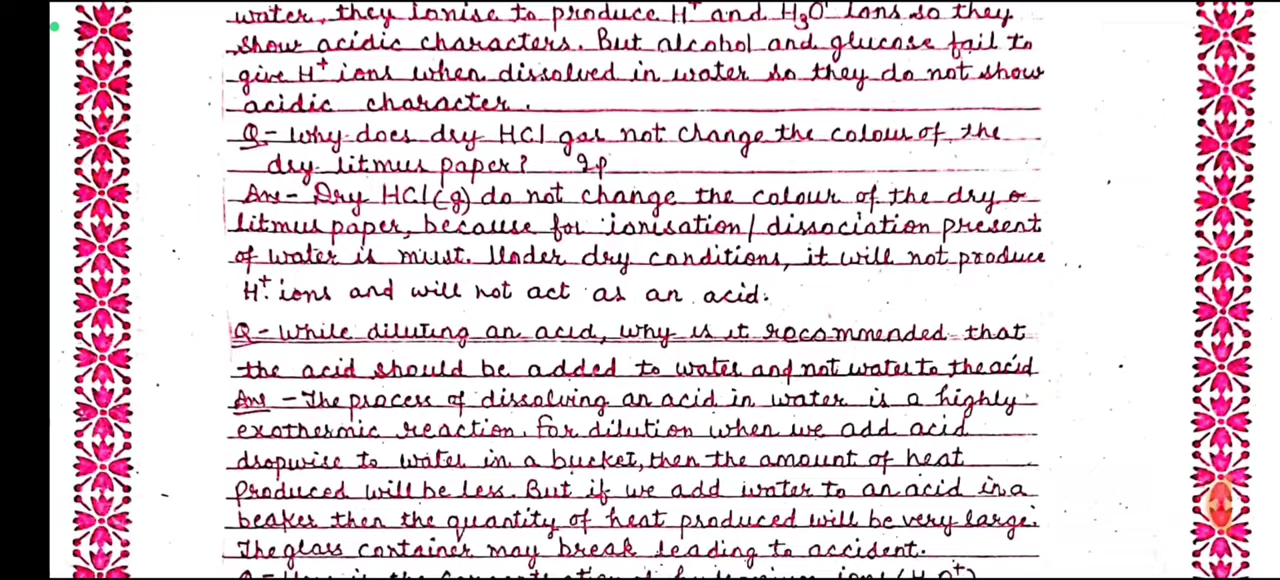 water, they ionise to produce H⁺ and H₃O⁺ ions so they
show acidic characters. But alcohol and glucose fail to
give H⁺ ions when dissolved in water so they do not show
acidic character.
Q- Why does dry HCl gas not change the colour of the
dry litmus paper?
Ans - Dry HCl(g) do not change the colour of the dry
litmus paper, because for ionisation/dissociation present
of water is must. Under dry conditions, it will not produce
H⁺ ions and will not act as an acid.
Q - While diluting an acid, why is it recommended that
the acid should be added to water and not water to the acid
Ans - The process of dissolving an acid in water is a highly
exothermic reaction. For dilution when we add acid
dropwise to water in a bucket, then the amount of heat
produced will be less. But if we add water to an acid in a
beaker then the quantity of heat produced will be very large.
The glass container may break leading to accident.